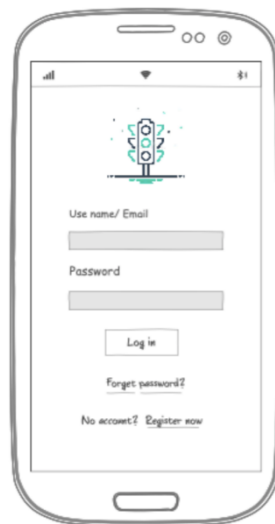 Use name/ Email
Password
Log in
Forget password?
No account? Register now